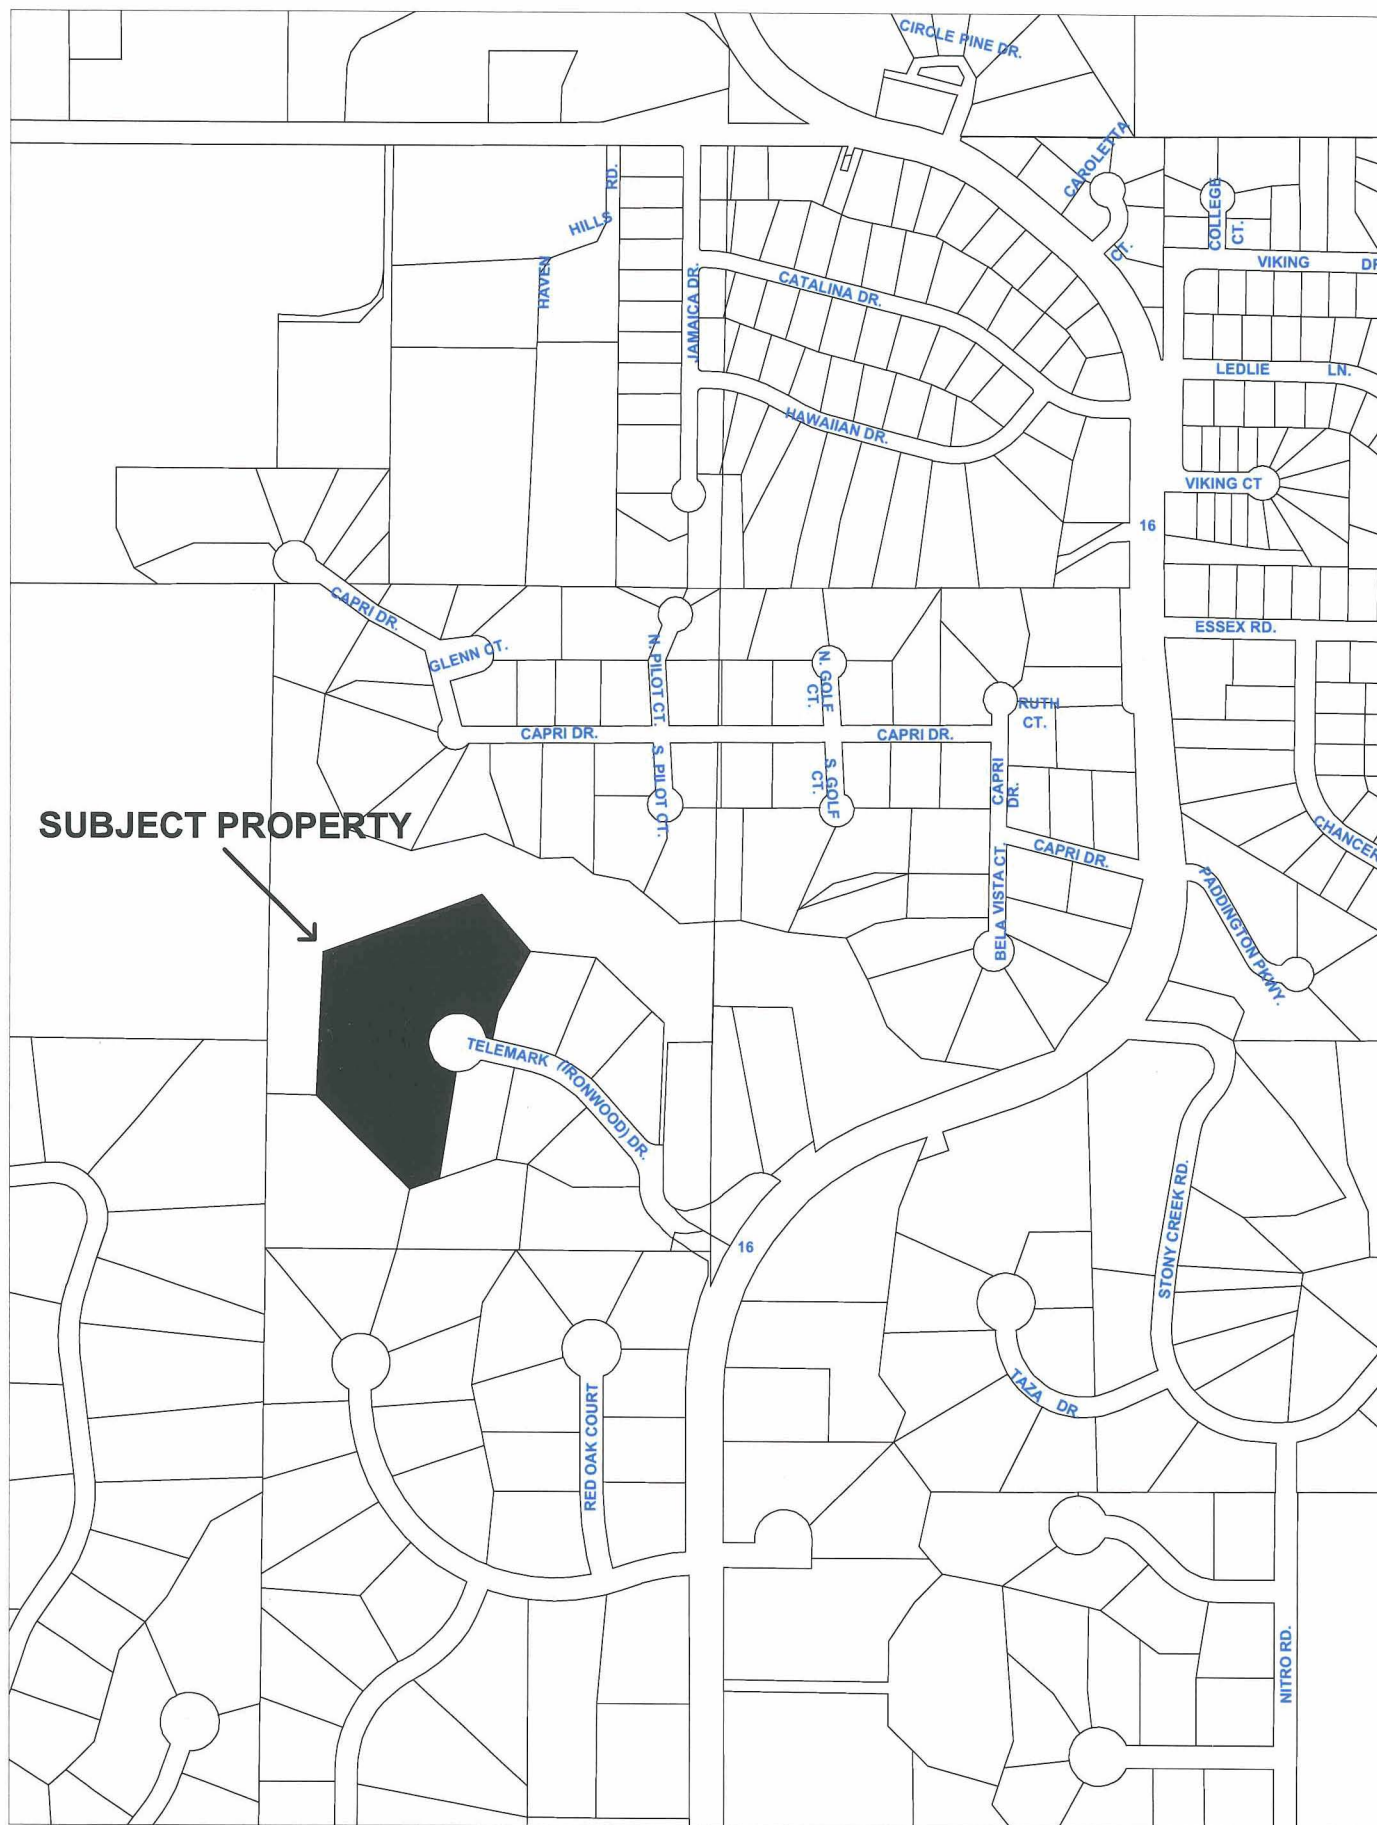 CIRCLE PINE DR.
CAROLETTA
CT.
COLLEGE
CT.
VIKING DR
HAVEN
HILLS
RD.
JAMAICA DR.
CATALINA DR.
HAWAIIAN DR.
LEDLIE LN.
VIKING CT
16
CAPRI DR.
GLENN CT.
N. PILOT CT.
N. GOLF
CT.
RUTH
CT.
ESSEX RD.
CAPRI DR.
CAPRI DR.
S. PILOT CT.
S. GOLF
CT.
CAPRI
DR.
SUBJECT PROPERTY
CAPRI DR.
CHANCER
BELA VISTA CT.
PADDINGTON PKWY.
TELEMARK (IRONWOOD) DR.
16
STONY CREEK RD.
TAZA DR
RED OAK COURT
NITRO RD.